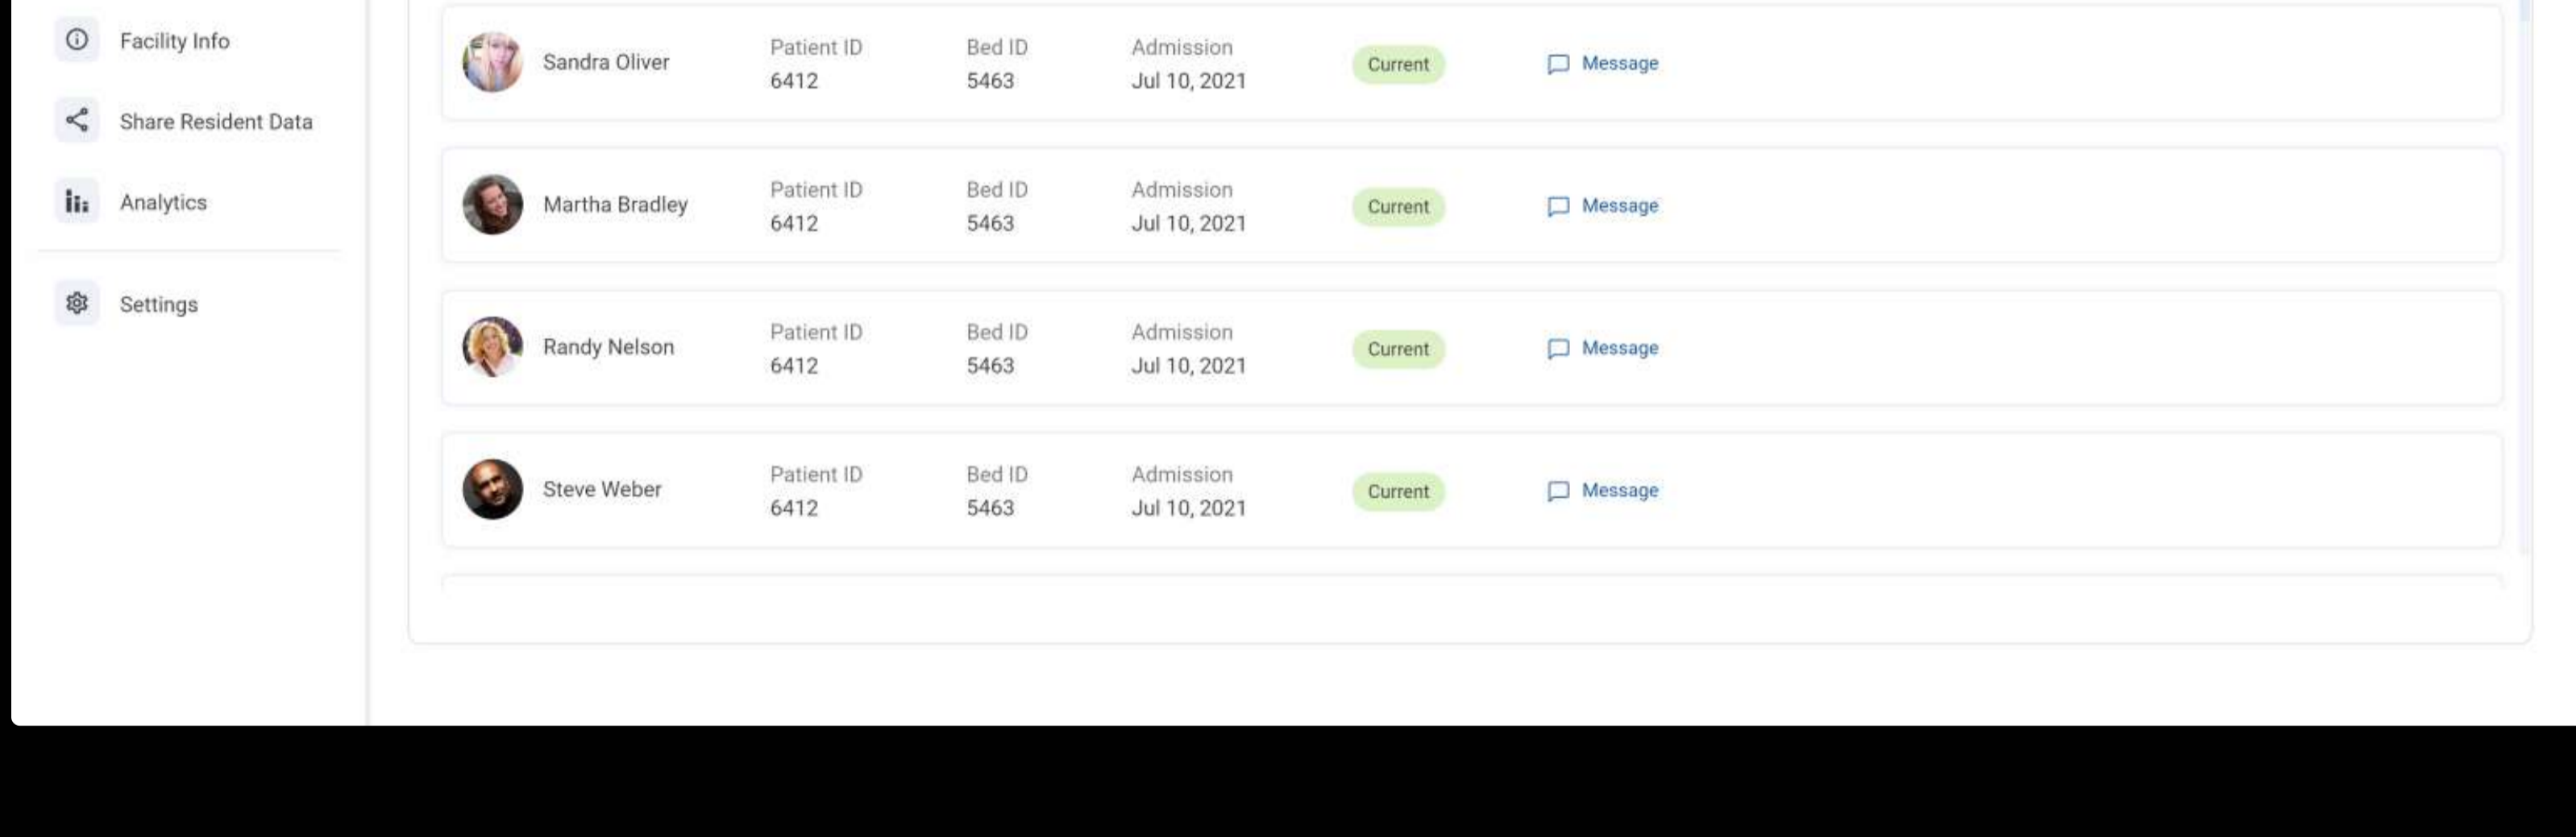 Facility Info
Share Resident Data
Analytics
Settings
Sandra Oliver
Patient ID
6412
Bed ID
5463
Admission
Jul 10, 2021
Current
Message
Martha Bradley
Patient ID
6412
Bed ID
5463
Admission
Jul 10, 2021
Current
Message
Randy Nelson
Patient ID
6412
Bed ID
5463
Admission
Jul 10, 2021
Current
Message
Steve Weber
Patient ID
6412
Bed ID
5463
Admission
Jul 10, 2021
Current
Message